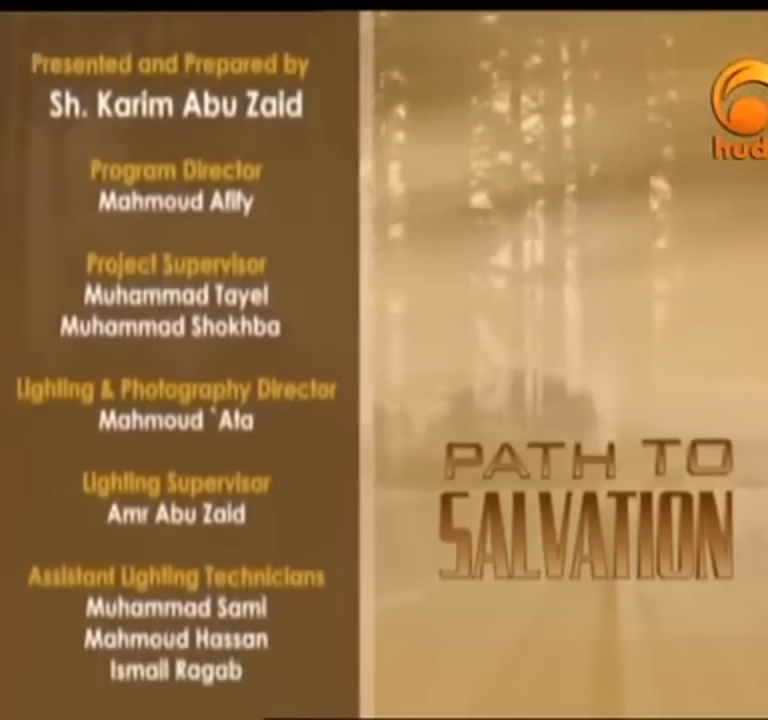 Presented and Prepared by
Sh. Karim Abu Zaid
Program Director
Mahmoud Afify
Project Supervisor
Muhammad Tayel
Muhammad Shokhba
Lighting & Photography Director
Mahmoud `Ata
Lighting Supervisor
Amr Abu Zaid
Assistant Lighting Technicians
Muhammad Sami
Mahmoud Hassan
Ismail Ragab
hud
PATH TO
SALVATION